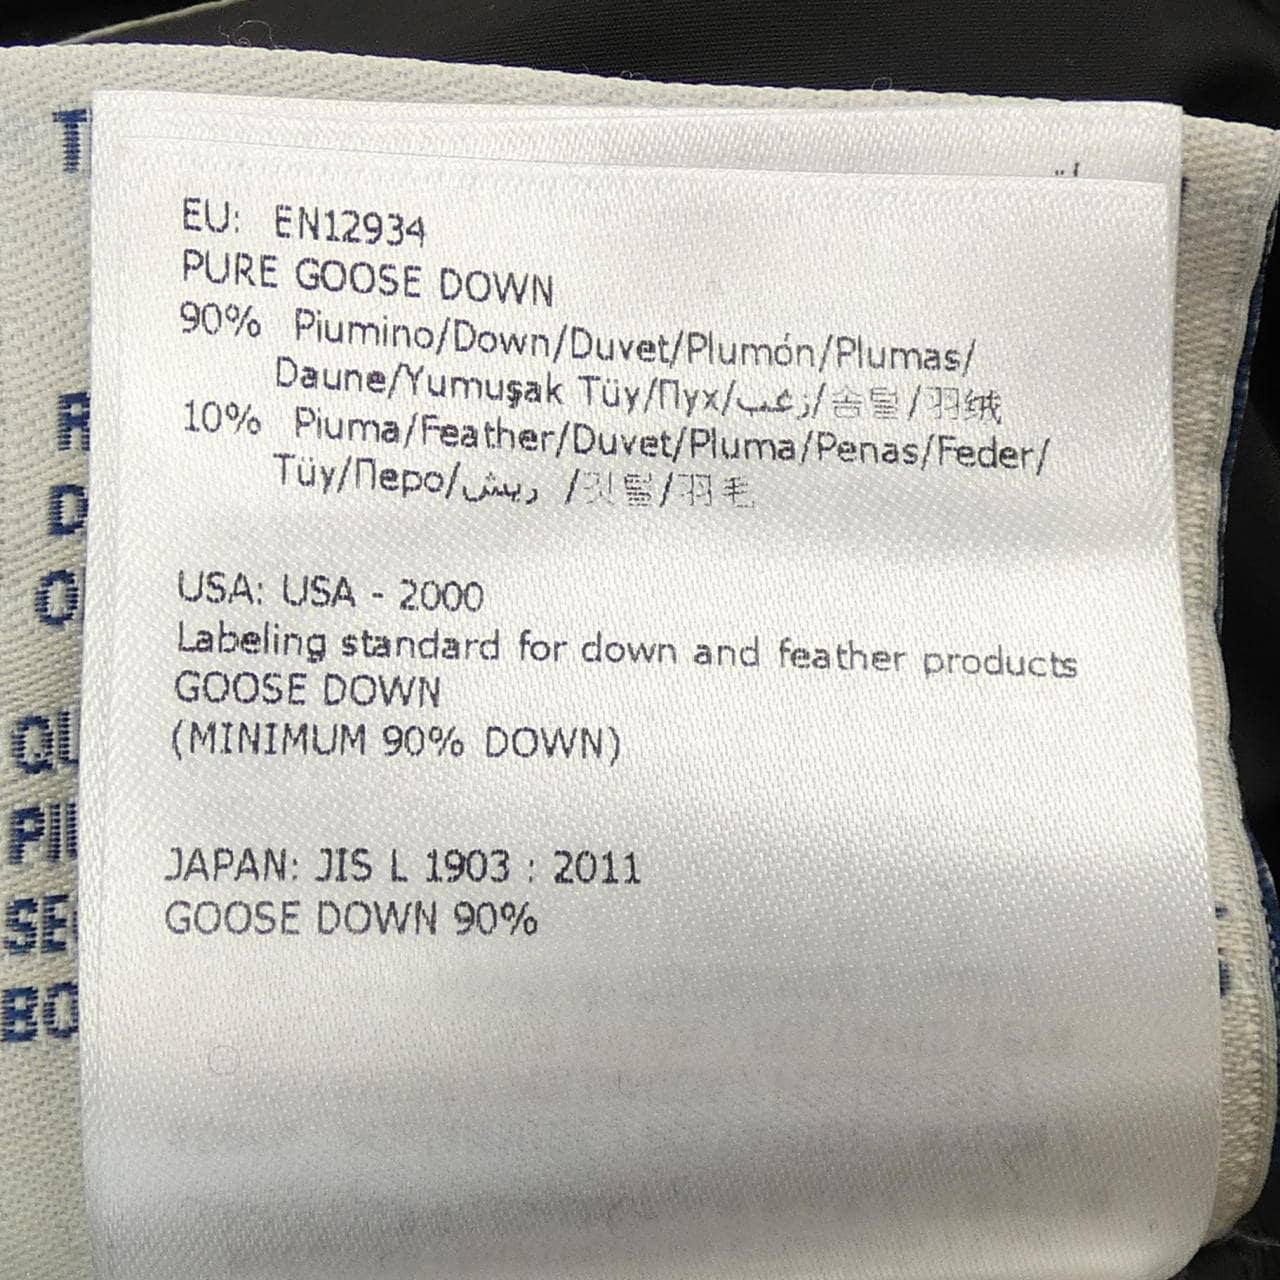 EU: EN12934
PURE GOOSE DOWN
90% Piumino/Down/Duvet/Plumón/Plumas/
Daune/Yumuşak Tüy/Пух/زغب/솜털/羽绒
10% Piuma/Feather/Duvet/Pluma/Penas/Feder/
Tüy/Перо/ريش /깃털/羽毛
USA: USA - 2000
Labeling standard for down and feather products
GOOSE DOWN
(MINIMUM 90% DOWN)
JAPAN: JIS L 1903 : 2011
GOOSE DOWN 90%